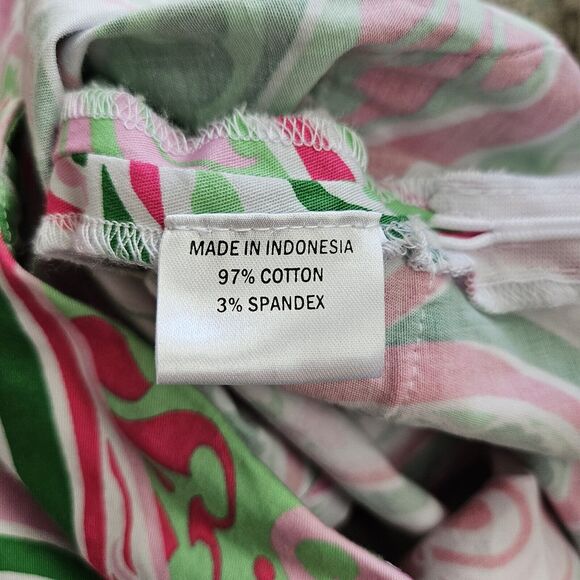 MADE IN INDONESIA
97% COTTON
3% SPANDEX